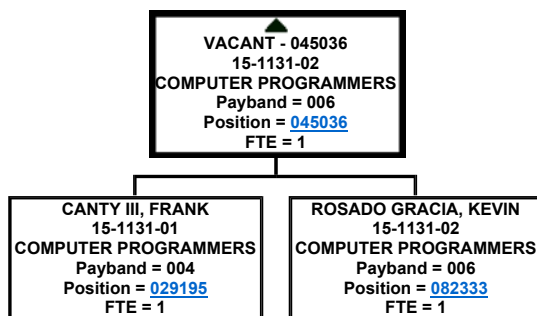 VACANT - 045036
15-1131-02
COMPUTER PROGRAMMERS
Payband = 006
Position = 045036
FTE = 1
CANTY III, FRANK
15-1131-01
COMPUTER PROGRAMMERS
Payband = 004
Position = 029195
FTE = 1
ROSADO GRACIA, KEVIN
15-1131-02
COMPUTER PROGRAMMERS
Payband = 006
Position = 082333
FTE = 1